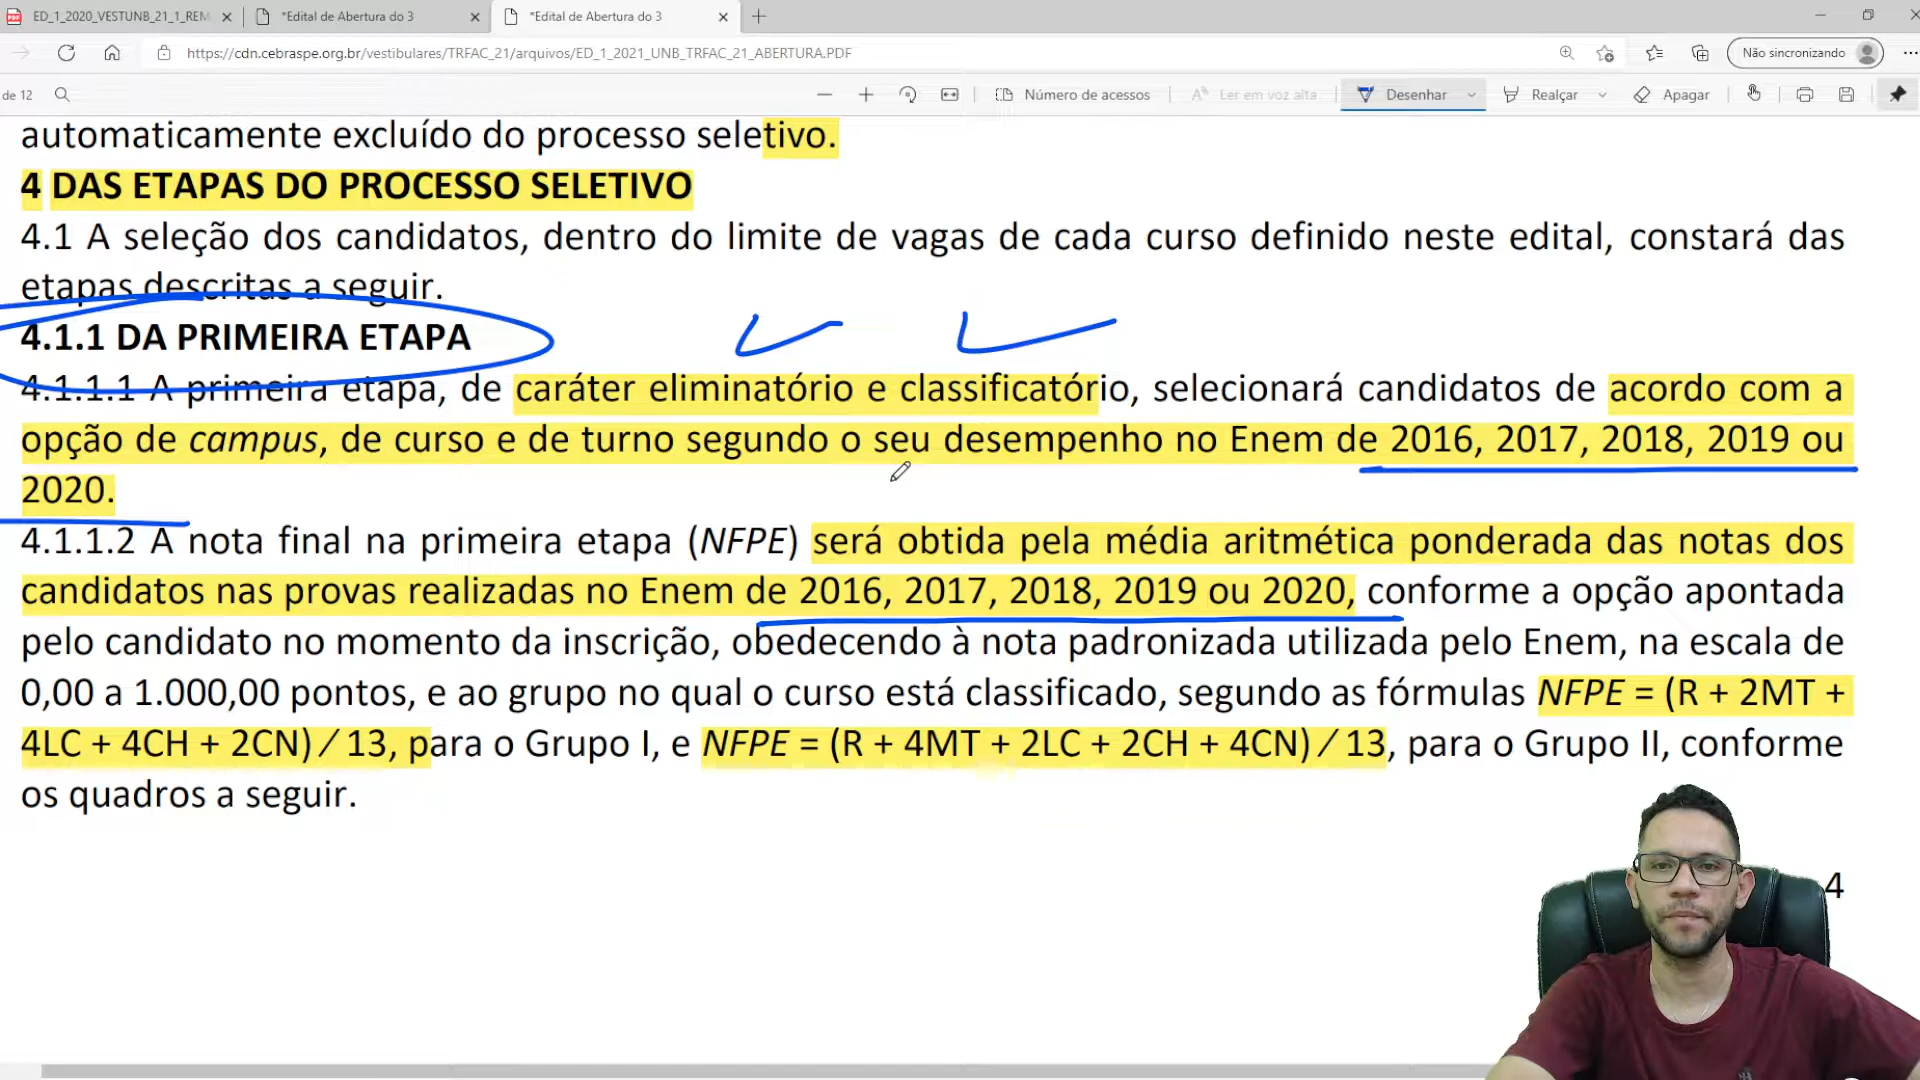 ED_1_2020_VESTUNB_21_1_REM
*Edital de Abertura do 3
*Edital de Abertura do 3
https://cdn.cebraspe.org.br/vestibulares/TRFAC_21/arquivos/ED_1_2021_UNB_TRFAC_21_ABERTURA.PDF
Não sincronizando
de 12
Número de acessos
Ler em voz alta
Desenhar
Realçar
Apagar
automaticamente excluído do processo seletivo.
4 DAS ETAPAS DO PROCESSO SELETIVO
4.1 A seleção dos candidatos, dentro do limite de vagas de cada curso definido neste edital, constará das
etapas descritas a seguir.
4.1.1 DA PRIMEIRA ETAPA
4.1.1.1 A primeira etapa, de caráter eliminatório e classificatório, selecionará candidatos de acordo com a
opção de campus, de curso e de turno segundo o seu desempenho no Enem de 2016, 2017, 2018, 2019 ou
2020.
4.1.1.2 A nota final na primeira etapa (NFPE) será obtida pela média aritmética ponderada das notas dos
candidatos nas provas realizadas no Enem de 2016, 2017, 2018, 2019 ou 2020, conforme a opção apontada
pelo candidato no momento da inscrição, obedecendo à nota padronizada utilizada pelo Enem, na escala de
0,00 a 1.000,00 pontos, e ao grupo no qual o curso está classificado, segundo as fórmulas NFPE = (R + 2MT +
4LC + 4CH + 2CN) / 13, para o Grupo I, e NFPE = (R + 4MT + 2LC + 2CH + 4CN) / 13, para o Grupo II, conforme
os quadros a seguir.
4